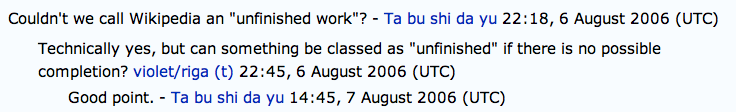 Couldn't we call Wikipedia an "unfinished work"? - Ta bu shi da yu 22:18, 6 August 2006 (UTC)
Technically yes, but can something be classed as "unfinished" if there is no possible
completion? violet/riga (t) 22:45, 6 August 2006 (UTC)
Good point. - Ta bu shi da yu 14:45, 7 August 2006 (UTC)